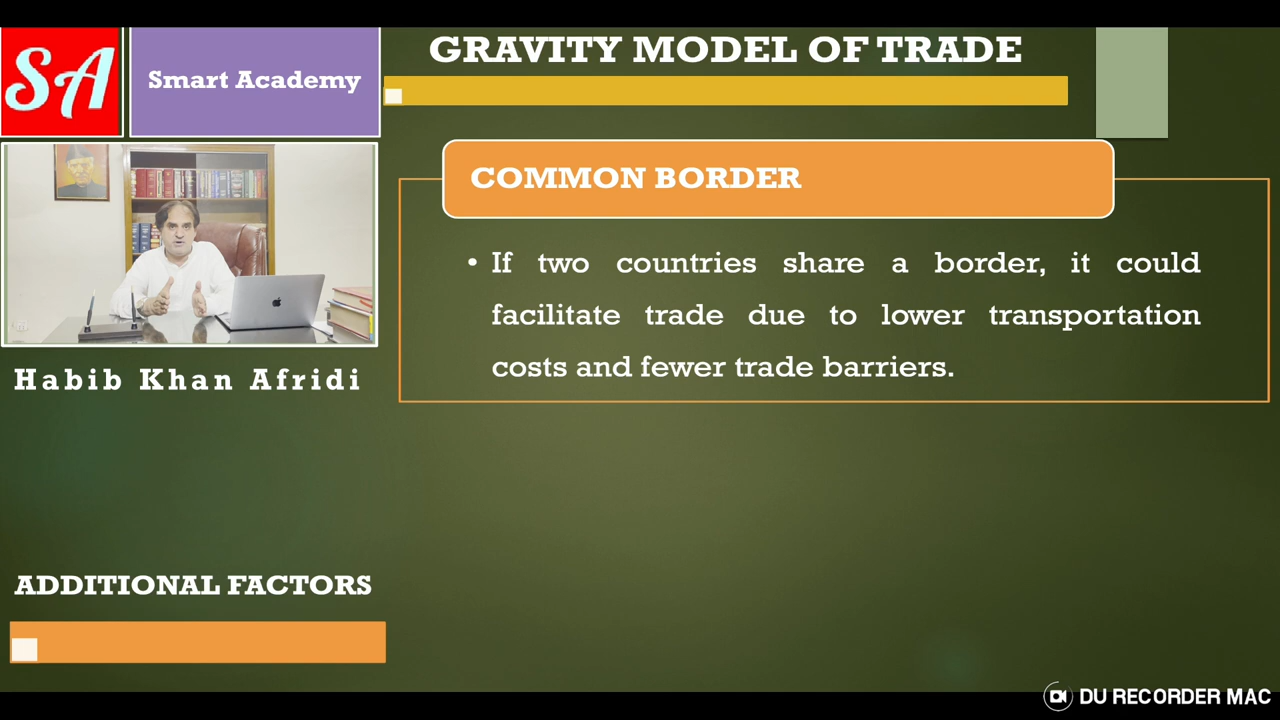 SA
Smart Academy
GRAVITY MODEL OF TRADE
COMMON BORDER
• If two countries share a border, it could
facilitate trade due to lower transportation
costs and fewer trade barriers.
Habib Khan Afridi
ADDITIONAL FACTORS
DU RECORDER MAC